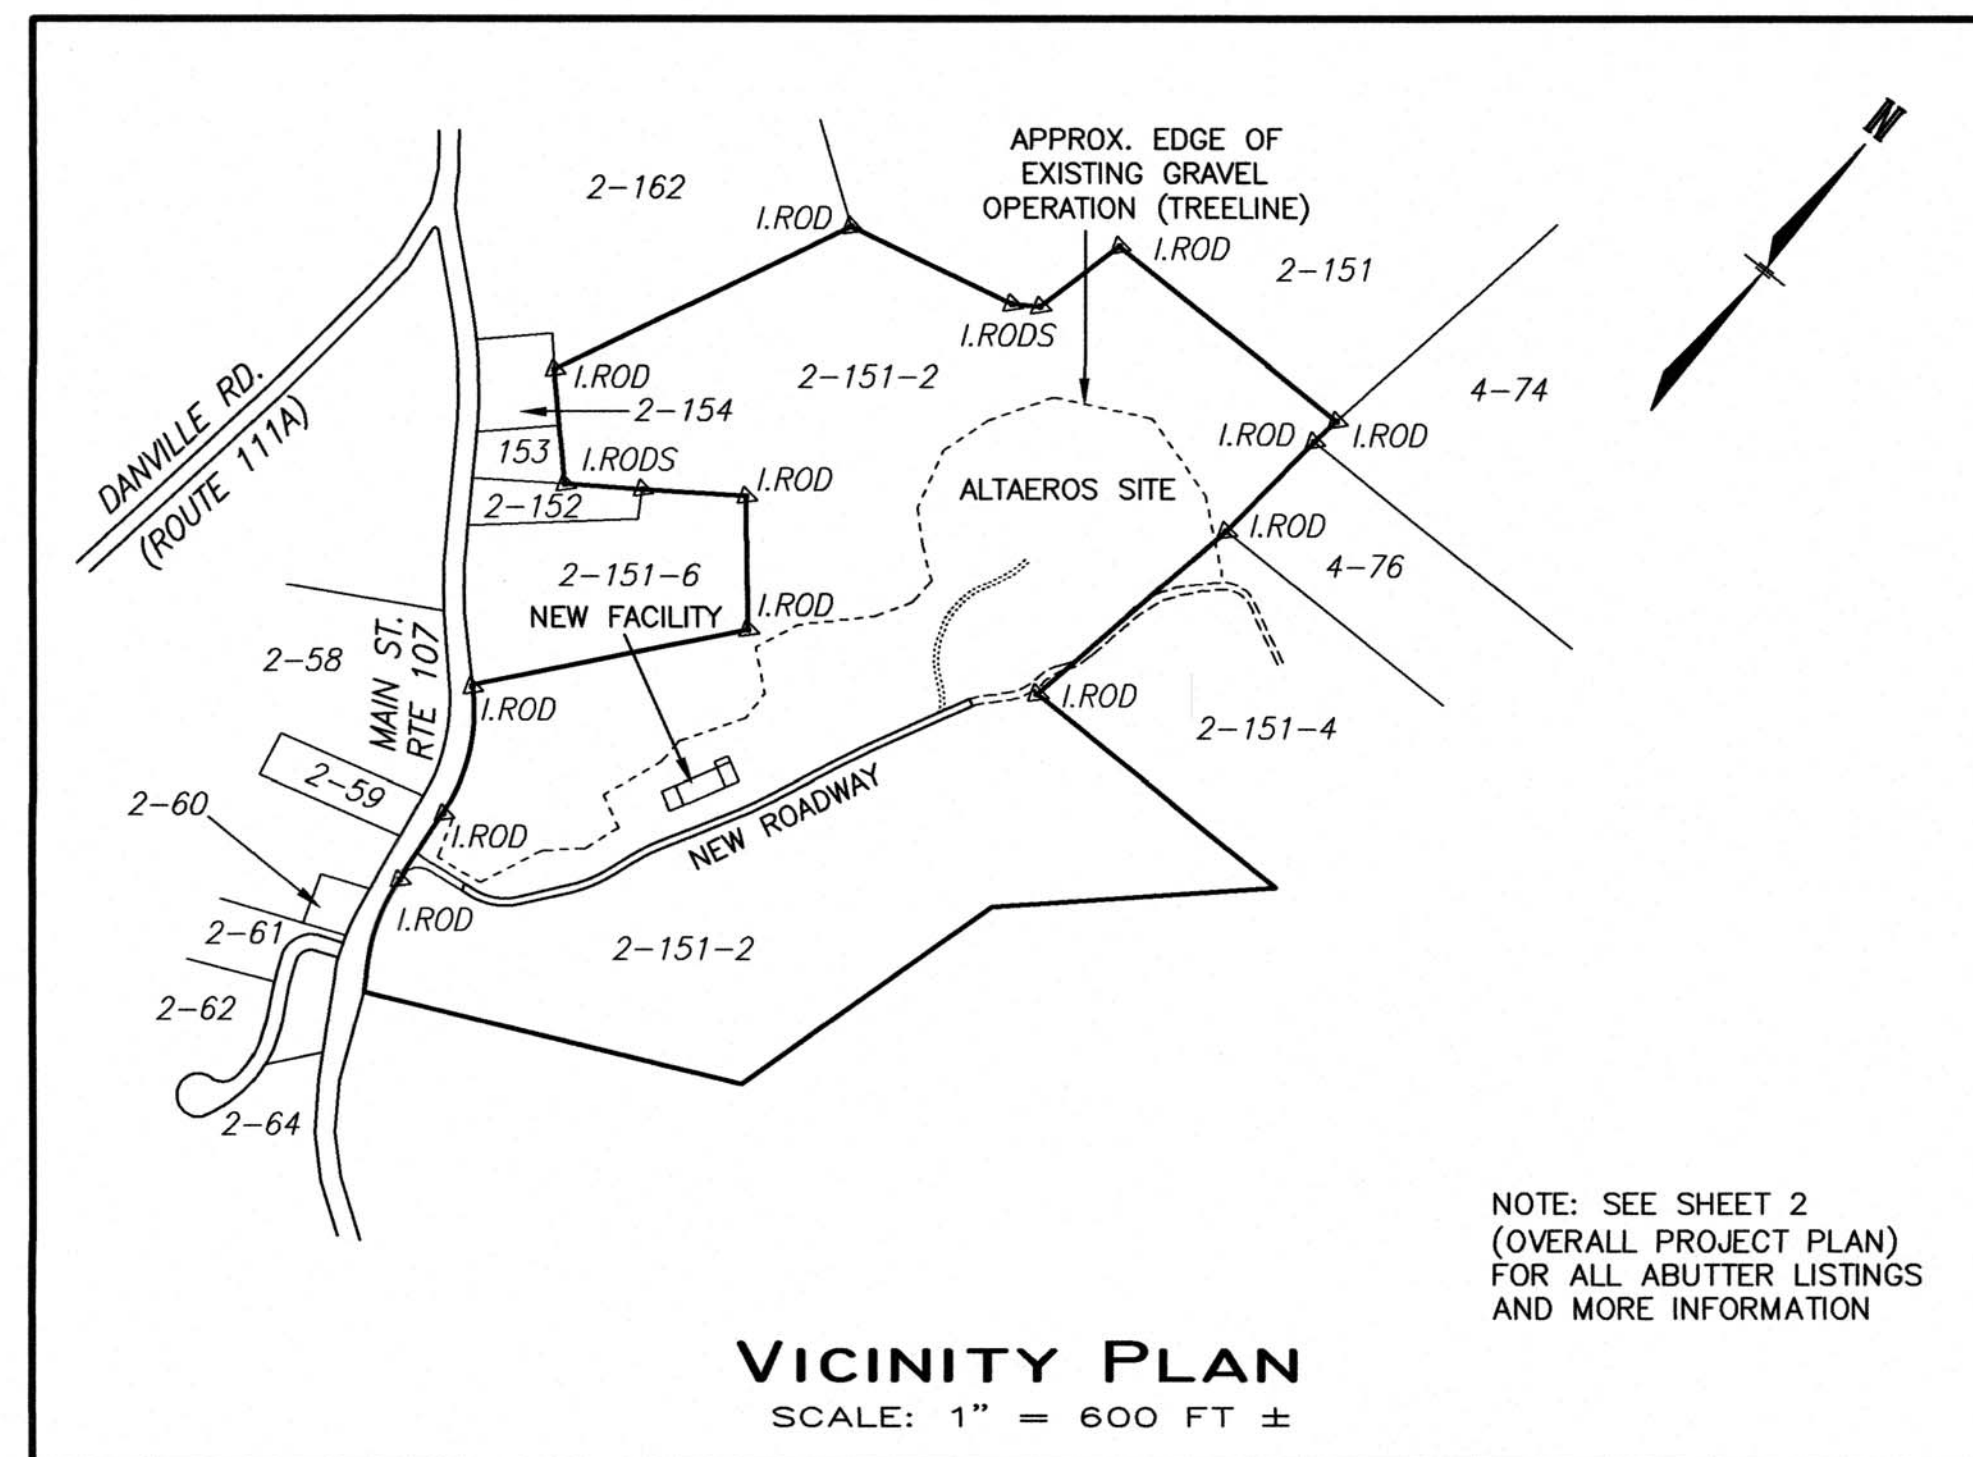 N
APPROX. EDGE OF
EXISTING GRAVEL
OPERATION (TREELINE)
2-162
I.ROD
I.ROD
2-151
I.RODS
I.ROD
2-151-2
2-154
4-74
DANVILLE RD.
(ROUTE 111A)
153
I.RODS
I.ROD
I.ROD
I.ROD
2-152
ALTAEROS SITE
I.ROD
4-76
2-151-6
NEW FACILITY
I.ROD
MAIN ST.
RTE 107
2-58
I.ROD
I.ROD
2-151-4
2-59
2-60
NEW ROADWAY
I.ROD
I.ROD
2-61
2-151-2
2-62
2-64
NOTE: SEE SHEET 2
(OVERALL PROJECT PLAN)
FOR ALL ABUTTER LISTINGS
AND MORE INFORMATION
VICINITY PLAN
SCALE: 1" = 600 FT ±